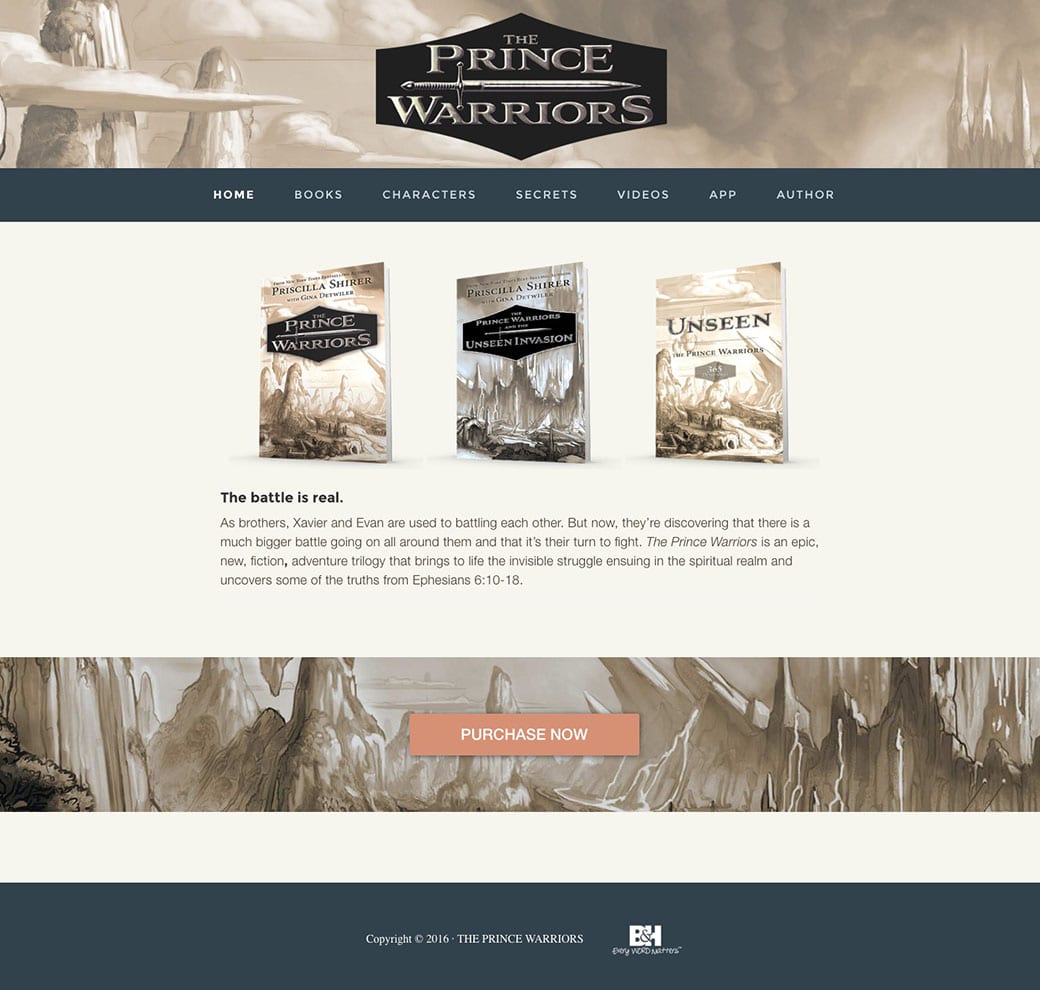 THE
PRINCE
WARRIORS
HOME BOOKS CHARACTERS SECRETS VIDEOS APP AUTHOR
From New York Times Bestselling Author
PRISCILLA SHIRER
with Gina Detwiler
THE
PRINCE
WARRIORS
From New York Times Best-Selling Author
PRISCILLA SHIRER
with Gina Detwiler
THE
PRINCE WARRIORS
AND THE
UNSEEN INVASION
UNSEEN
THE PRINCE WARRIORS
365
The battle is real.
As brothers, Xavier and Evan are used to battling each other. But now, they’re discovering that there is a
much bigger battle going on all around them and that it’s their turn to fight. The Prince Warriors is an epic,
new, fiction, adventure trilogy that brings to life the invisible struggle ensuing in the spiritual realm and
uncovers some of the truths from Ephesians 6:10-18.
PURCHASE NOW
Copyright © 2016 · THE PRINCE WARRIORS
B&H
Every WORD Matters™